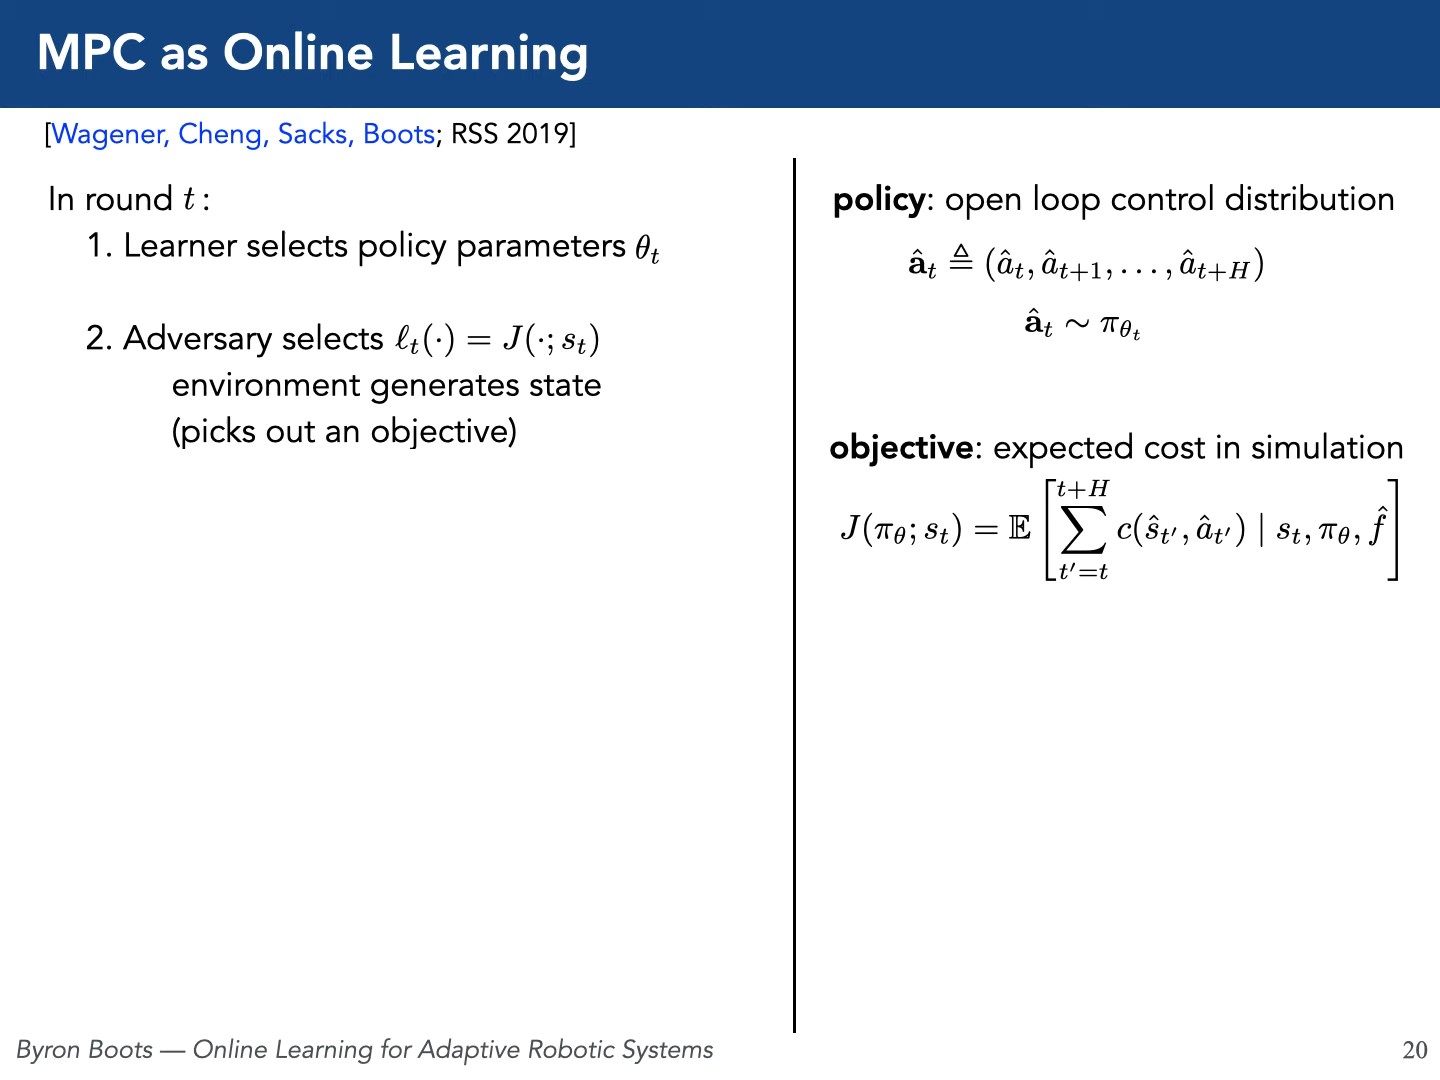 MPC as Online Learning
[Wagener, Cheng, Sacks, Boots; RSS 2019]
In round t :
1. Learner selects policy parameters θ_t
2. Adversary selects ℓ_t(·) = J(·; s_t)
environment generates state
(picks out an objective)
policy: open loop control distribution
â_t ≜ (â_t, â_{t+1}, . . . , â_{t+H})
â_t ∼ π_{θ_t}
objective: expected cost in simulation
J(π_θ; s_t) = 𝔼 [ ∑_{t′=t}^{t+H} c(ŝ_{t′}, â_{t′}) | s_t, π_θ, f̂ ]
Byron Boots — Online Learning for Adaptive Robotic Systems
20